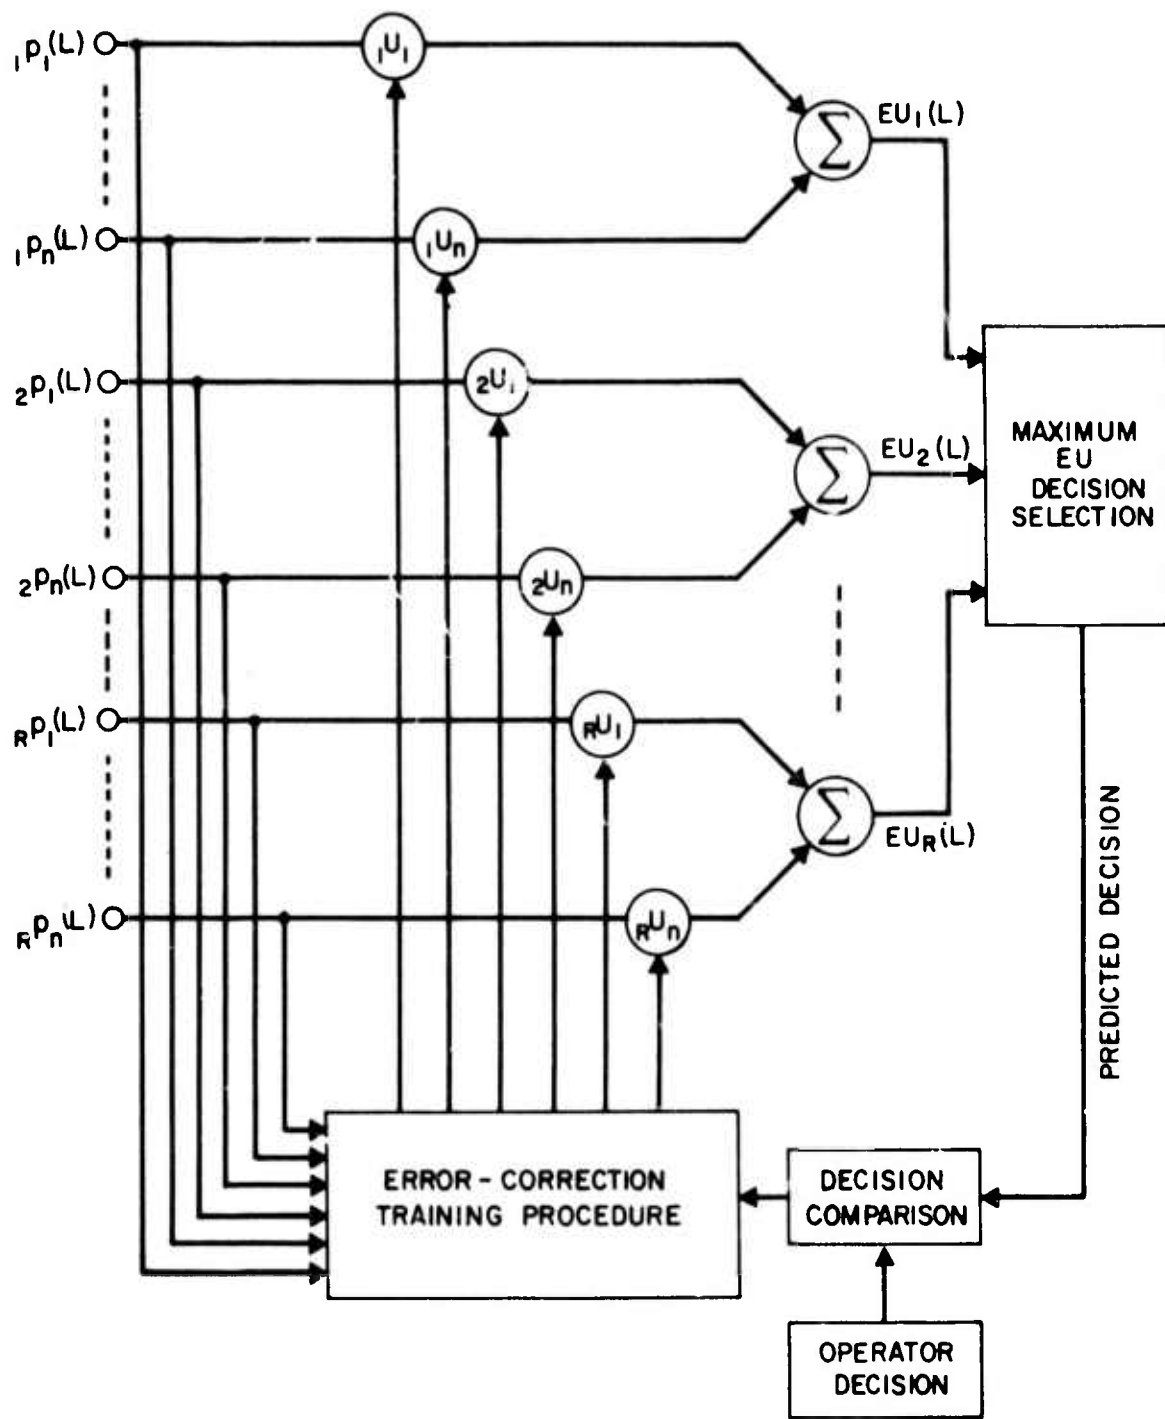 ₁p₁(L)
₁U₁
EU₁(L)
₁pₙ(L)
₁Uₙ
₂p₁(L)
₂U₁
EU₂(L)
MAXIMUM
EU
DECISION
SELECTION
₂pₙ(L)
₂Uₙ
Rp₁(L)
RU₁
EU_R(L)
Rpₙ(L)
RUₙ
∑
∑
∑
PREDICTED DECISION
ERROR - CORRECTION
TRAINING PROCEDURE
DECISION
COMPARISON
OPERATOR
DECISION